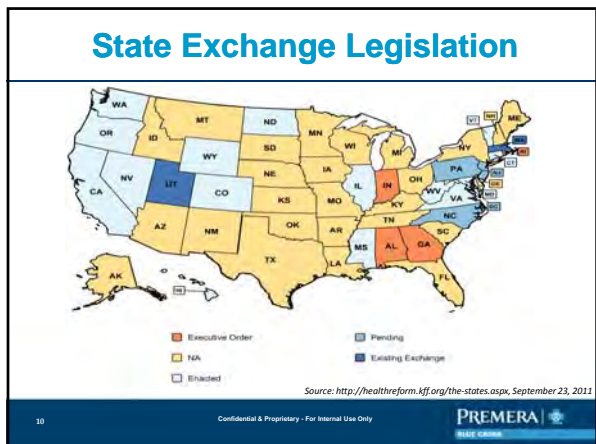 State Exchange Legislation
WA
OR
CA
NV
ID
MT
WY
UT
CO
AZ
NM
ND
SD
NE
KS
OK
TX
MN
IA
MO
AR
LA
WI
IL
MS
MI
IN
KY
TN
AL
OH
GA
WV
VA
NC
SC
FL
PA
NY
VT
NH
ME
MA
RI
CT
NJ
DE
MD
DC
AK
HI
Executive Order
NA
Enacted
Pending
Existing Exchange
Source: http://healthreform.kff.org/the-states.aspx, September 23, 2011
10
Confidential & Proprietary - For Internal Use Only
PREMERA
BLUE CROSS